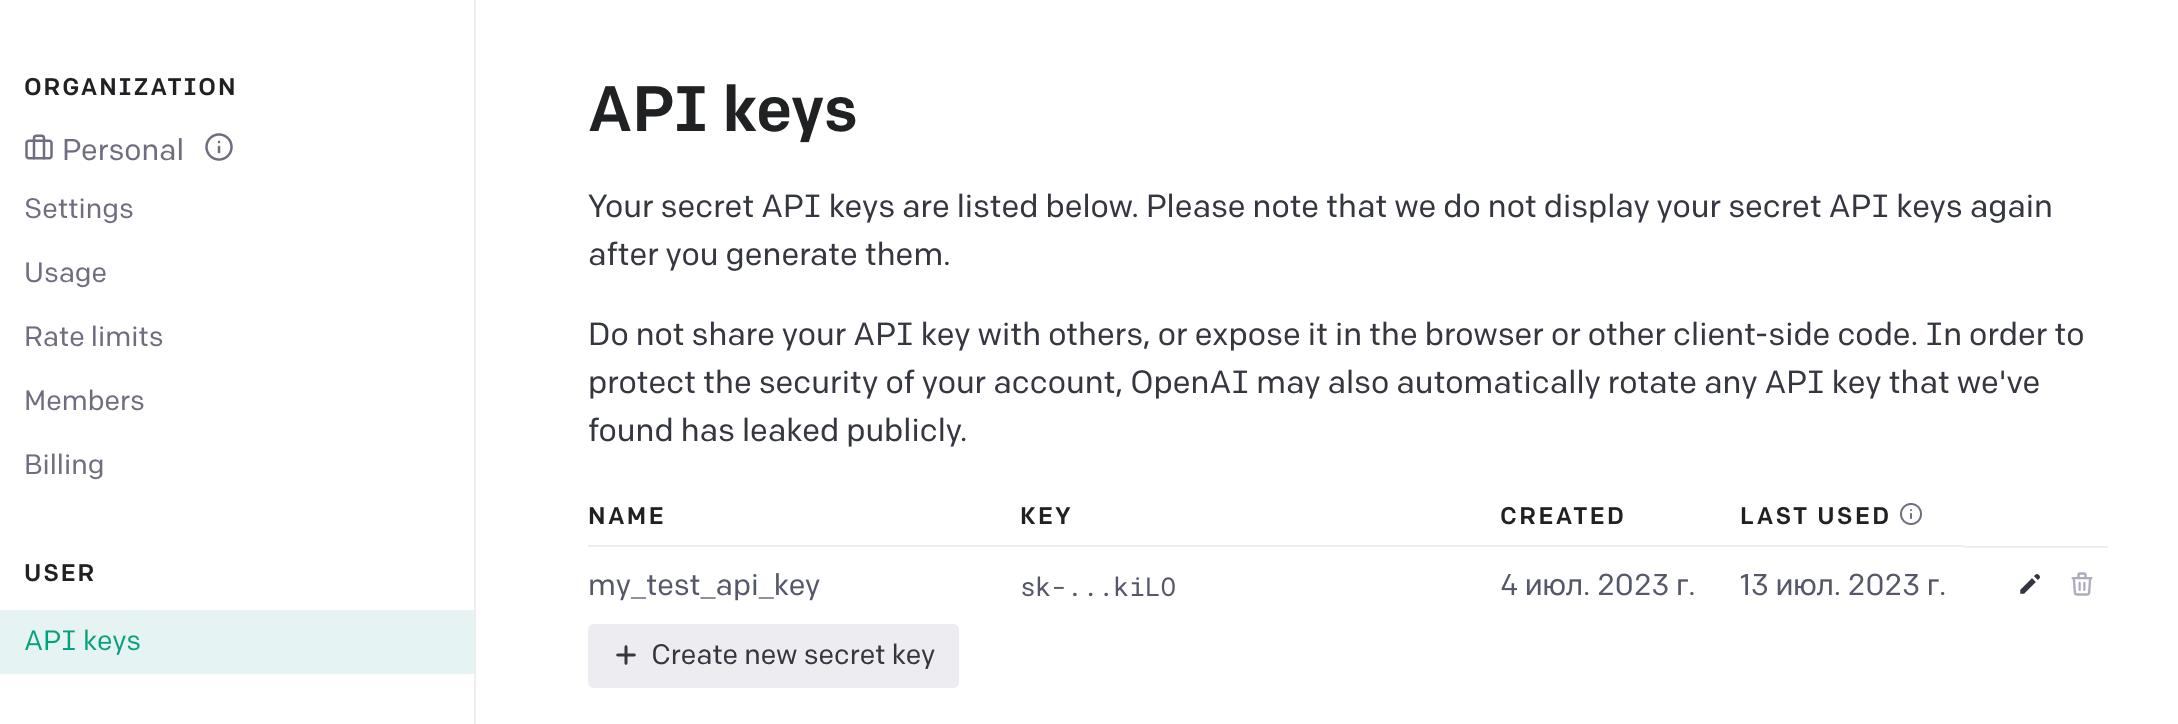 ORGANIZATION
Personal
Settings
Usage
Rate limits
Members
Billing
USER
API keys
API keys
Your secret API keys are listed below. Please note that we do not display your secret API keys again
after you generate them.
Do not share your API key with others, or expose it in the browser or other client-side code. In order to
protect the security of your account, OpenAI may also automatically rotate any API key that we've
found has leaked publicly.
NAME KEY CREATED LAST USED
my_test_api_key sk-...kiLO 4 июл. 2023 г. 13 июл. 2023 г.
+ Create new secret key